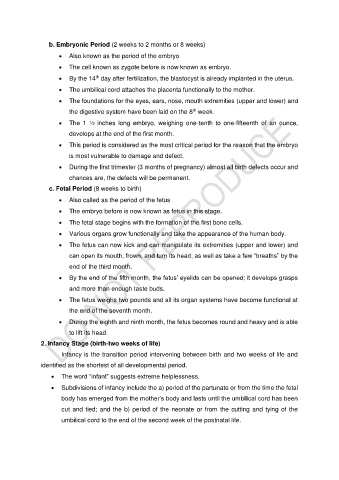 b. Embryonic Period (2 weeks to 2 months or 8 weeks)
• Also known as the period of the embryo
• The cell known as zygote before is now known as embryo.
• By the 14th day after fertilization, the blastocyst is already implanted in the uterus.
• The umbilical cord attaches the placenta functionally to the mother.
• The foundations for the eyes, ears, nose, mouth extremities (upper and lower) and
the digestive system have been laid on the 8th week.
• The 1 ½ inches long embryo, weighing one-tenth to one-fifteenth of an ounce,
develops at the end of the first month.
• This period is considered as the most critical period for the reason that the embryo
is most vulnerable to damage and defect.
• During the first trimester (3 months of pregnancy) almost all birth defects occur and
chances are, the defects will be permanent.
c. Fetal Period (8 weeks to birth)
• Also called as the period of the fetus
• The embryo before is now known as fetus in this stage.
• The fetal stage begins with the formation of the first bone cells.
• Various organs grow functionally and take the appearance of the human body.
• The fetus can now kick and can manipulate its extremities (upper and lower) and
can open its mouth, frown, and turn its head, as well as take a few “breaths” by the
end of the third month.
• By the end of the fifth month, the fetus’ eyelids can be opened; it develops grasps
and more than enough taste buds.
• The fetus weighs two pounds and all its organ systems have become functional at
the end of the seventh month.
• During the eighth and ninth month, the fetus becomes round and heavy and is able
to lift its head
2. Infancy Stage (birth-two weeks of life)
Infancy is the transition period intervening between birth and two weeks of life and
identified as the shortest of all developmental period.
• The word “infant” suggests extreme helplessness.
• Subdivisions of infancy include the a) period of the partunate or from the time the fetal
body has emerged from the mother’s body and lasts until the umbilical cord has been
cut and tied; and the b) period of the neonate or from the cutting and tying of the
umbilical cord to the end of the second week of the postnatal life.
DO NOT REPRODUCE